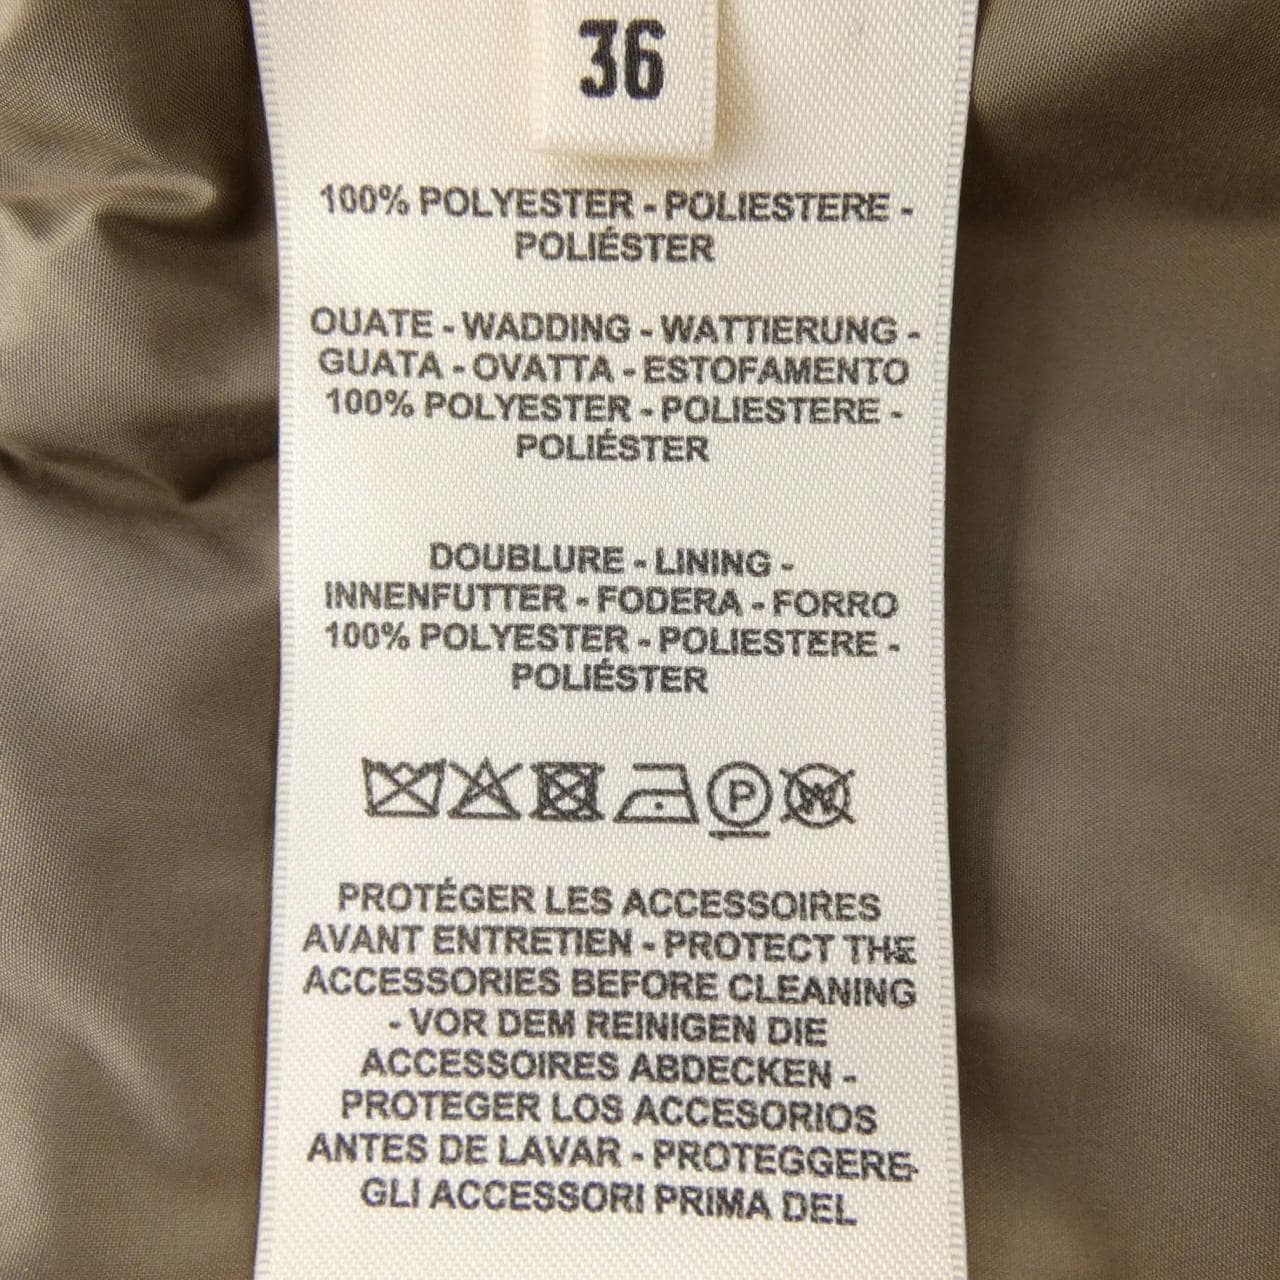 36
100% POLYESTER - POLIESTERE -
POLIÉSTER
OUATE - WADDING - WATTIERUNG -
GUATA - OVATTA - ESTOFAMENTO
100% POLYESTER - POLIESTERE -
POLIÉSTER
DOUBLURE - LINING -
INNENFUTTER - FODERA - FORRO
100% POLYESTER - POLIESTERE -
POLIÉSTER
P W
PROTÉGER LES ACCESSOIRES
AVANT ENTRETIEN - PROTECT THE
ACCESSORIES BEFORE CLEANING
- VOR DEM REINIGEN DIE
ACCESSOIRES ABDECKEN -
PROTEGER LOS ACCESORIOS
ANTES DE LAVAR - PROTEGGERE
GLI ACCESSORI PRIMA DEL